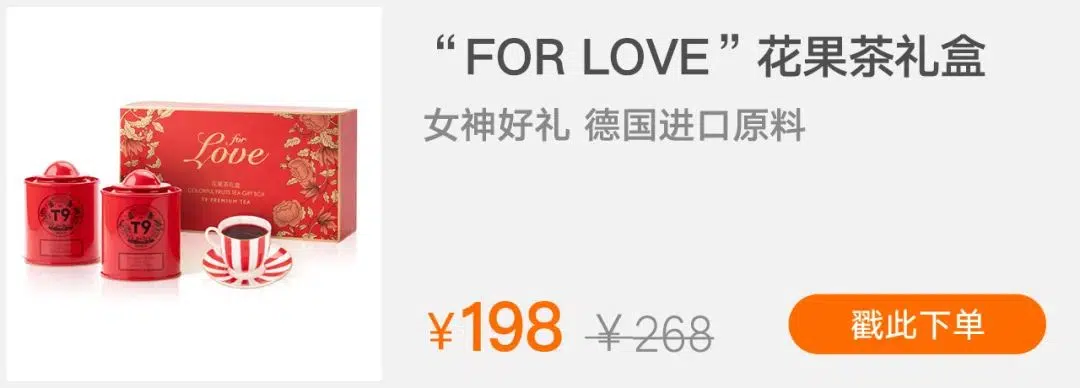 “FOR LOVE”花果茶礼盒
女神好礼 德国进口原料
¥198 ¥268
戳此下单
for
Love
花果茶礼盒
COLORFUL FRUITS TEA GIFT BOX
T9 PREMIUM TEA
T9
T9